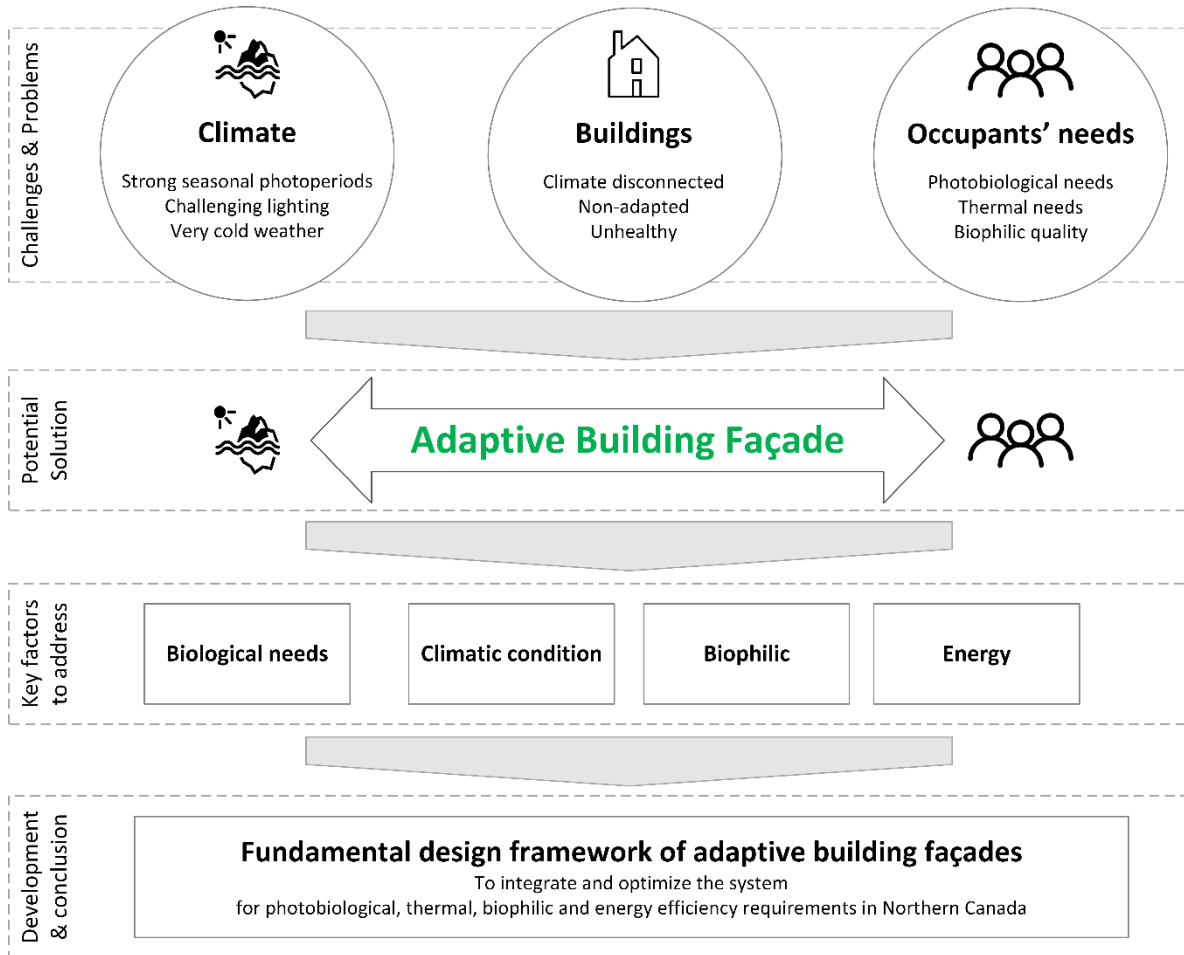 Challenges & Problems
Climate
Strong seasonal photoperiods
Challenging lighting
Very cold weather
Buildings
Climate disconnected
Non-adapted
Unhealthy
Occupants’ needs
Photobiological needs
Thermal needs
Biophilic quality
Potential
Solution
Adaptive Building Façade
Key factors
to address
Biological needs
Climatic condition
Biophilic
Energy
Development
& conclusion
Fundamental design framework of adaptive building façades
To integrate and optimize the system
for photobiological, thermal, biophilic and energy efficiency requirements in Northern Canada